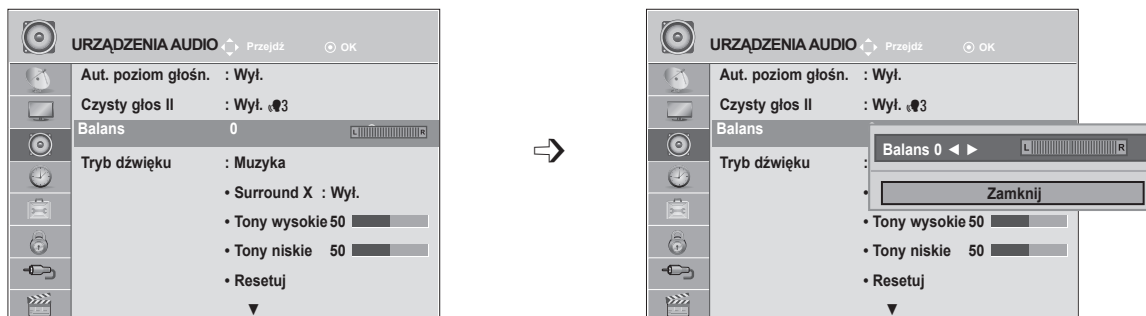 URZĄDZENIA AUDIO Przejdź OK
Aut. poziom głośn. : Wył.
Czysty głos II : Wył. 3
Balans 0 L R
Tryb dźwięku : Muzyka
• Surround X : Wył.
• Tony wysokie 50
• Tony niskie 50
• Resetuj
▼
URZĄDZENIA AUDIO Przejdź OK
Aut. poziom głośn. : Wył.
Czysty głos II : Wył. 3
Balans
Balans 0 ◄ ► L R
Tryb dźwięku :
Zamknij
•
• Tony wysokie 50
• Tony niskie 50
• Resetuj
▼